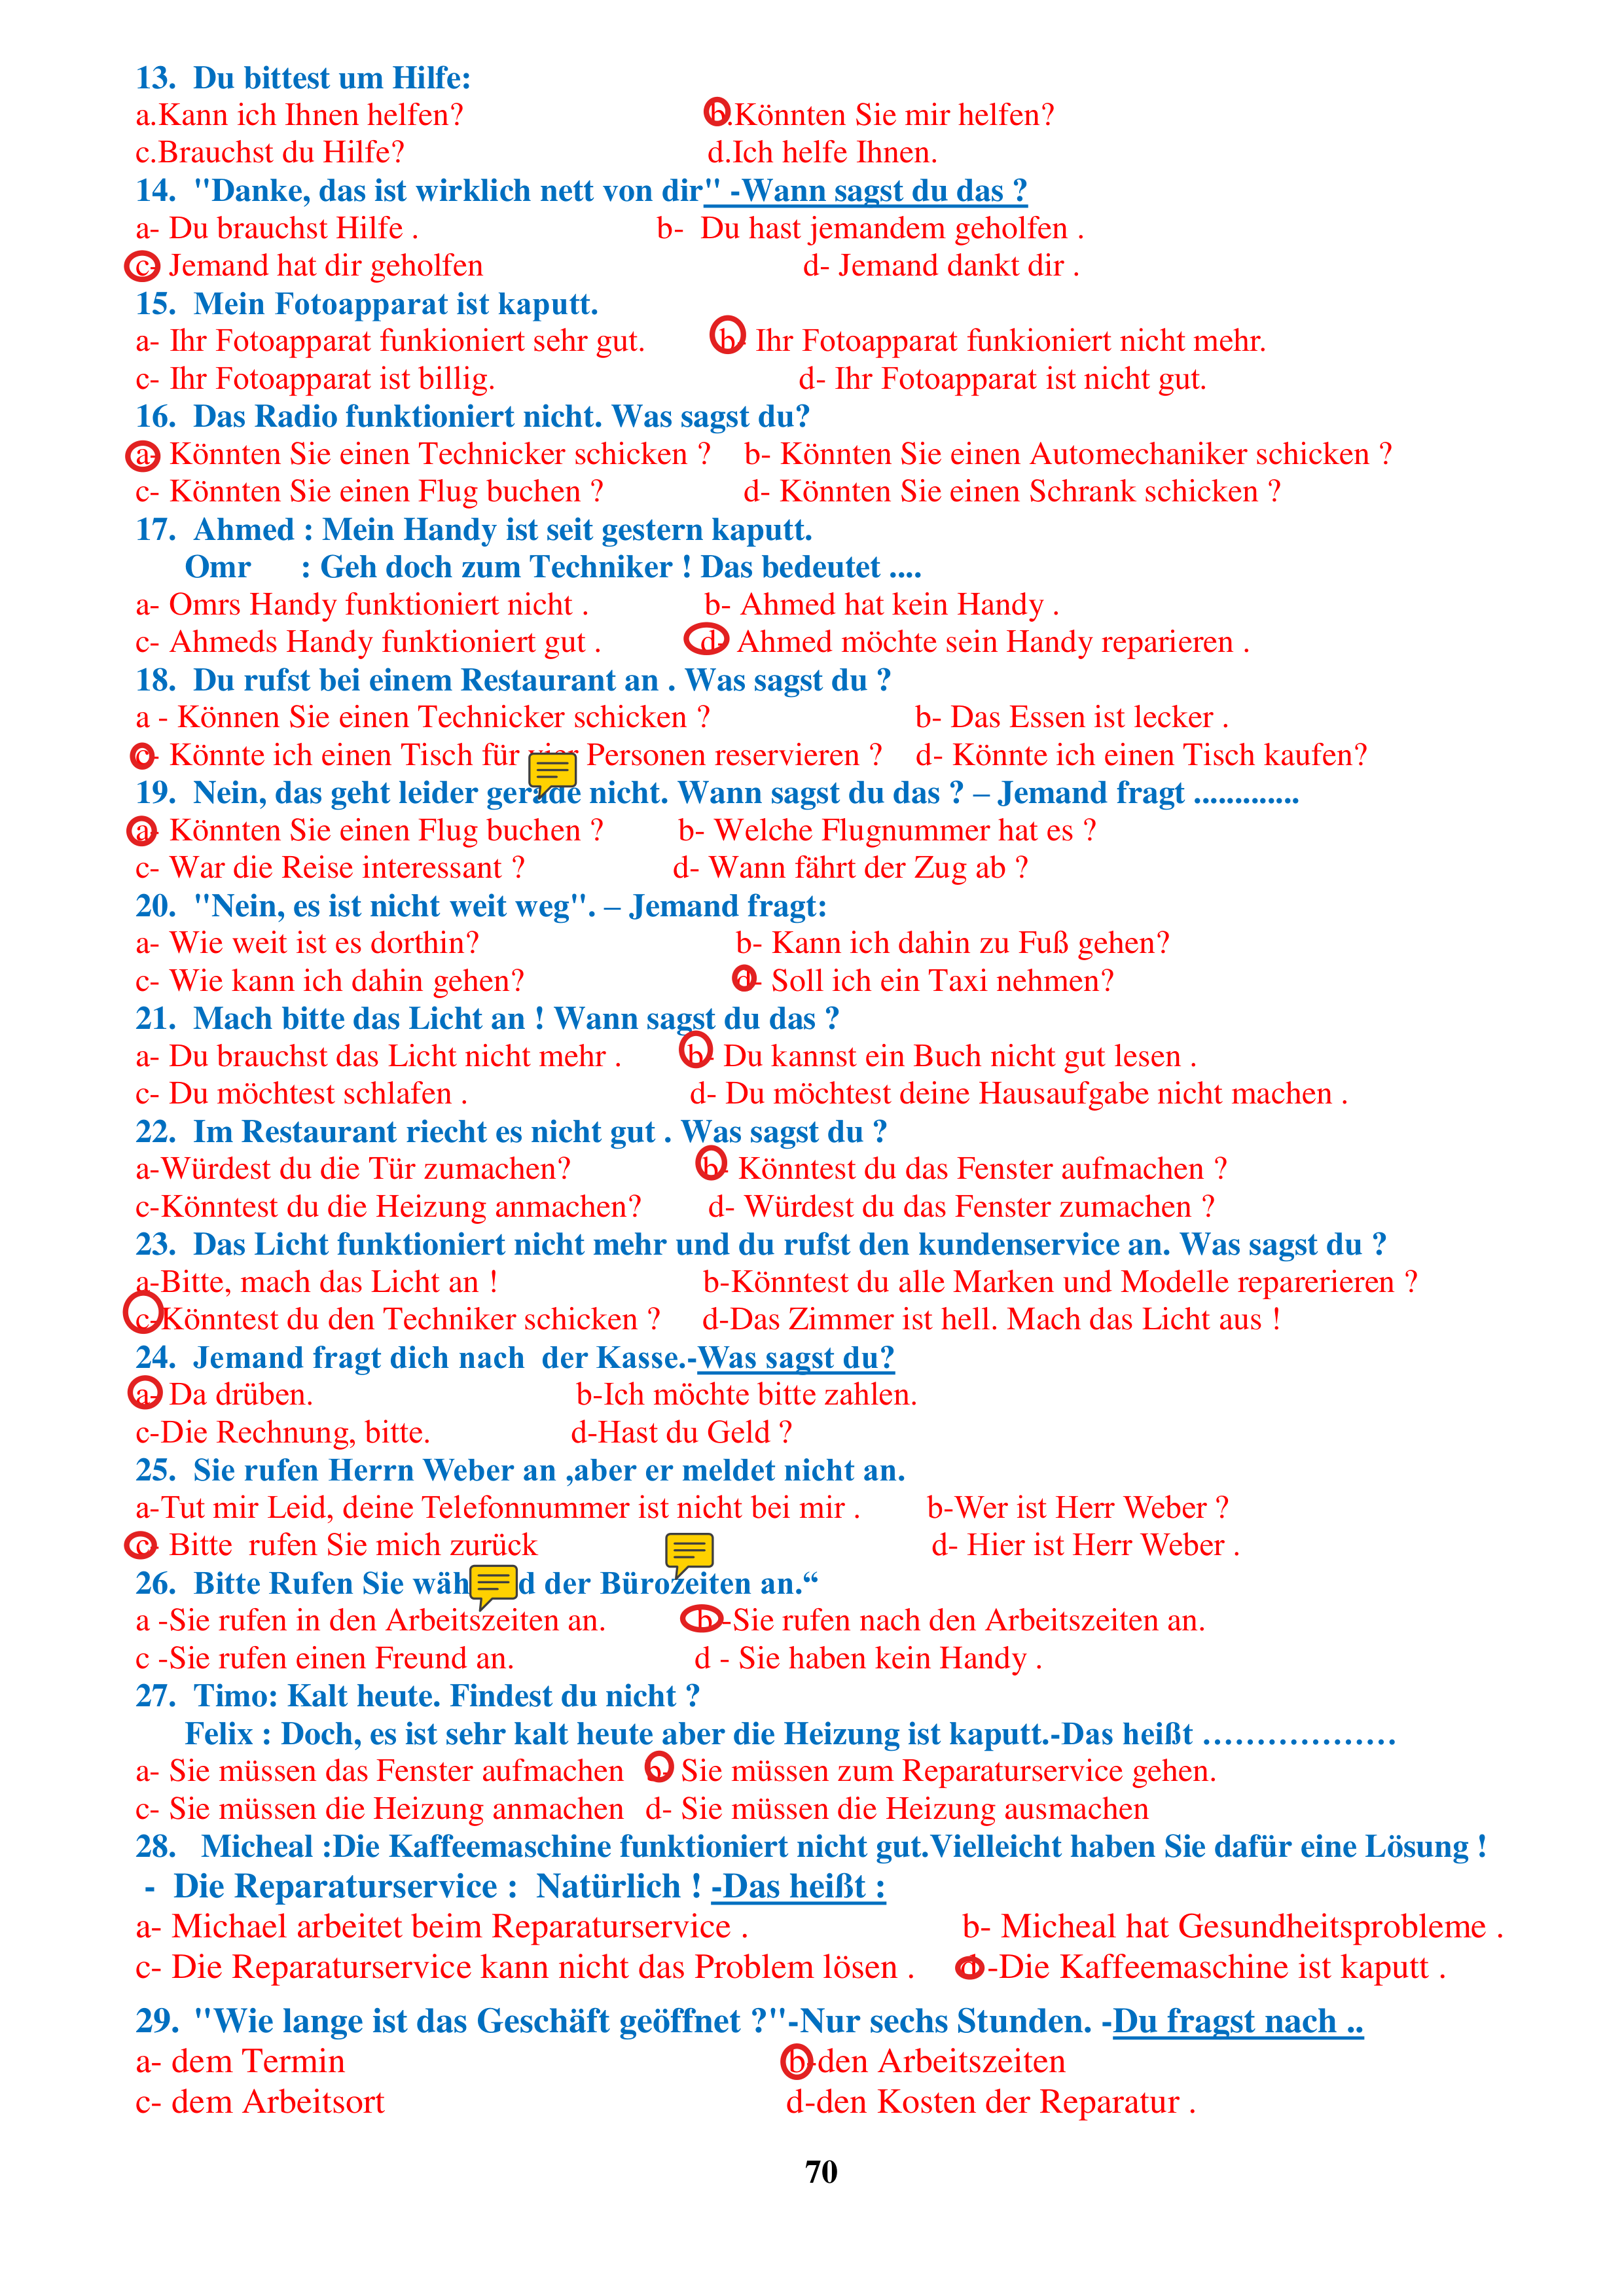 13. Du bittest um Hilfe:
a.Kann ich Ihnen helfen? b.Könnten Sie mir helfen?
c.Brauchst du Hilfe? d.Ich helfe Ihnen.
14. "Danke, das ist wirklich nett von dir" -Wann sagst du das ?
a- Du brauchst Hilfe . b- Du hast jemandem geholfen .
c- Jemand hat dir geholfen d- Jemand dankt dir .
15. Mein Fotoapparat ist kaputt.
a- Ihr Fotoapparat funkioniert sehr gut. b- Ihr Fotoapparat funkioniert nicht mehr.
c- Ihr Fotoapparat ist billig. d- Ihr Fotoapparat ist nicht gut.
16. Das Radio funktioniert nicht. Was sagst du?
a- Könnten Sie einen Technicker schicken ? b- Könnten Sie einen Automechaniker schicken ?
c- Könnten Sie einen Flug buchen ? d- Könnten Sie einen Schrank schicken ?
17. Ahmed : Mein Handy ist seit gestern kaputt.
Omr : Geh doch zum Techniker ! Das bedeutet ....
a- Omrs Handy funktioniert nicht . b- Ahmed hat kein Handy .
c- Ahmeds Handy funktioniert gut . d- Ahmed möchte sein Handy reparieren .
18. Du rufst bei einem Restaurant an . Was sagst du ?
a - Können Sie einen Technicker schicken ? b- Das Essen ist lecker .
c- Könnte ich einen Tisch für vier Personen reservieren ? d- Könnte ich einen Tisch kaufen?
19. Nein, das geht leider gerade nicht. Wann sagst du das ? – Jemand fragt .............
a- Könnten Sie einen Flug buchen ? b- Welche Flugnummer hat es ?
c- War die Reise interessant ? d- Wann fährt der Zug ab ?
20. "Nein, es ist nicht weit weg". – Jemand fragt:
a- Wie weit ist es dorthin? b- Kann ich dahin zu Fuß gehen?
c- Wie kann ich dahin gehen? d- Soll ich ein Taxi nehmen?
21. Mach bitte das Licht an ! Wann sagst du das ?
a- Du brauchst das Licht nicht mehr . b- Du kannst ein Buch nicht gut lesen .
c- Du möchtest schlafen . d- Du möchtest deine Hausaufgabe nicht machen .
22. Im Restaurant riecht es nicht gut . Was sagst du ?
a-Würdest du die Tür zumachen? b- Könntest du das Fenster aufmachen ?
c-Könntest du die Heizung anmachen? d- Würdest du das Fenster zumachen ?
23. Das Licht funktioniert nicht mehr und du rufst den kundenservice an. Was sagst du ?
a-Bitte, mach das Licht an ! b-Könntest du alle Marken und Modelle reparerieren ?
c-Könntest du den Techniker schicken ? d-Das Zimmer ist hell. Mach das Licht aus !
24. Jemand fragt dich nach der Kasse.-Was sagst du?
a- Da drüben. b-Ich möchte bitte zahlen.
c-Die Rechnung, bitte. d-Hast du Geld ?
25. Sie rufen Herrn Weber an ,aber er meldet nicht an.
a-Tut mir Leid, deine Telefonnummer ist nicht bei mir . b-Wer ist Herr Weber ?
c- Bitte rufen Sie mich zurück d- Hier ist Herr Weber .
26. Bitte Rufen Sie während der Bürozeiten an.“
a -Sie rufen in den Arbeitszeiten an. b -Sie rufen nach den Arbeitszeiten an.
c -Sie rufen einen Freund an. d - Sie haben kein Handy .
27. Timo: Kalt heute. Findest du nicht ?
Felix : Doch, es ist sehr kalt heute aber die Heizung ist kaputt.-Das heißt ………………
a- Sie müssen das Fenster aufmachen b- Sie müssen zum Reparaturservice gehen.
c- Sie müssen die Heizung anmachen d- Sie müssen die Heizung ausmachen
28. Micheal :Die Kaffeemaschine funktioniert nicht gut.Vielleicht haben Sie dafür eine Lösung !
- Die Reparaturservice : Natürlich ! -Das heißt :
a- Michael arbeitet beim Reparaturservice . b- Micheal hat Gesundheitsprobleme .
c- Die Reparaturservice kann nicht das Problem lösen . d -Die Kaffeemaschine ist kaputt .
29. "Wie lange ist das Geschäft geöffnet ?"-Nur sechs Stunden. -Du fragst nach ..
a- dem Termin b-den Arbeitszeiten
c- dem Arbeitsort d-den Kosten der Reparatur .
70